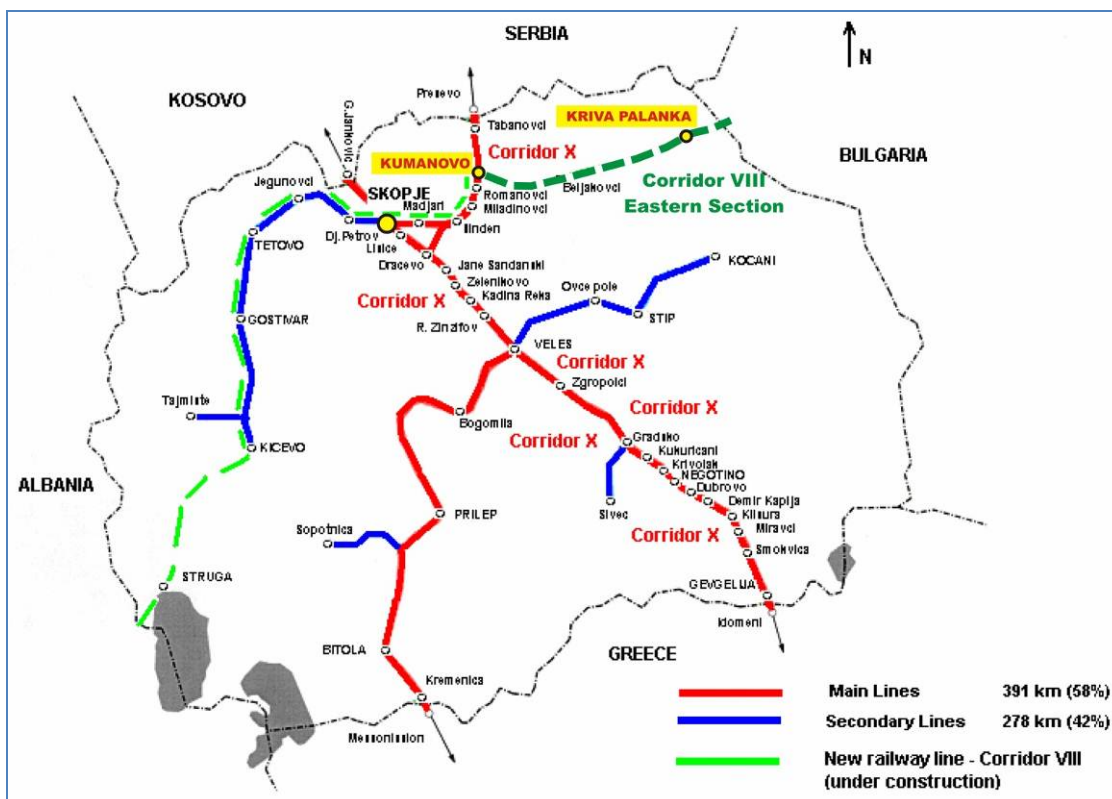 SERBIA
N
KOSOVO
Presevo
G.Jankovic
Tabanovci
KRIVA PALANKA
Corridor X
KUMANOVO
BULGARIA
Jegunovci
SKOPJE
Romanovci
Beljakovci
Corridor VIII
Eastern Section
Madjari
Miladinovci
Ilinden
Dj.Petrov
TETOVO
Lisice
Dracevo
Jane Sandanski
KOCANI
Zelenikovo
Ovce pole
Corridor X
Kadina Reka
GOSTIVAR
STIP
R. Zinzifov
VELES
Corridor X
Zgropolci
Tajmiste
Corridor X
Bogomila
Corridor X
Gradsko
KICEVO
Kukuricani
Krivolak
ALBANIA
NEGOTINO
Dubrovo
Sivec
Demir Kapija
PRILEP
Klisura
Sopotnica
Corridor X
Miravci
Smokvica
STRUGA
GEVGELIJA
Idomeni
BITOLA
GREECE
Kremenica
Main Lines 391 km (58%)
Secondary Lines 278 km (42%)
New railway line - Corridor VIII
(under construction)